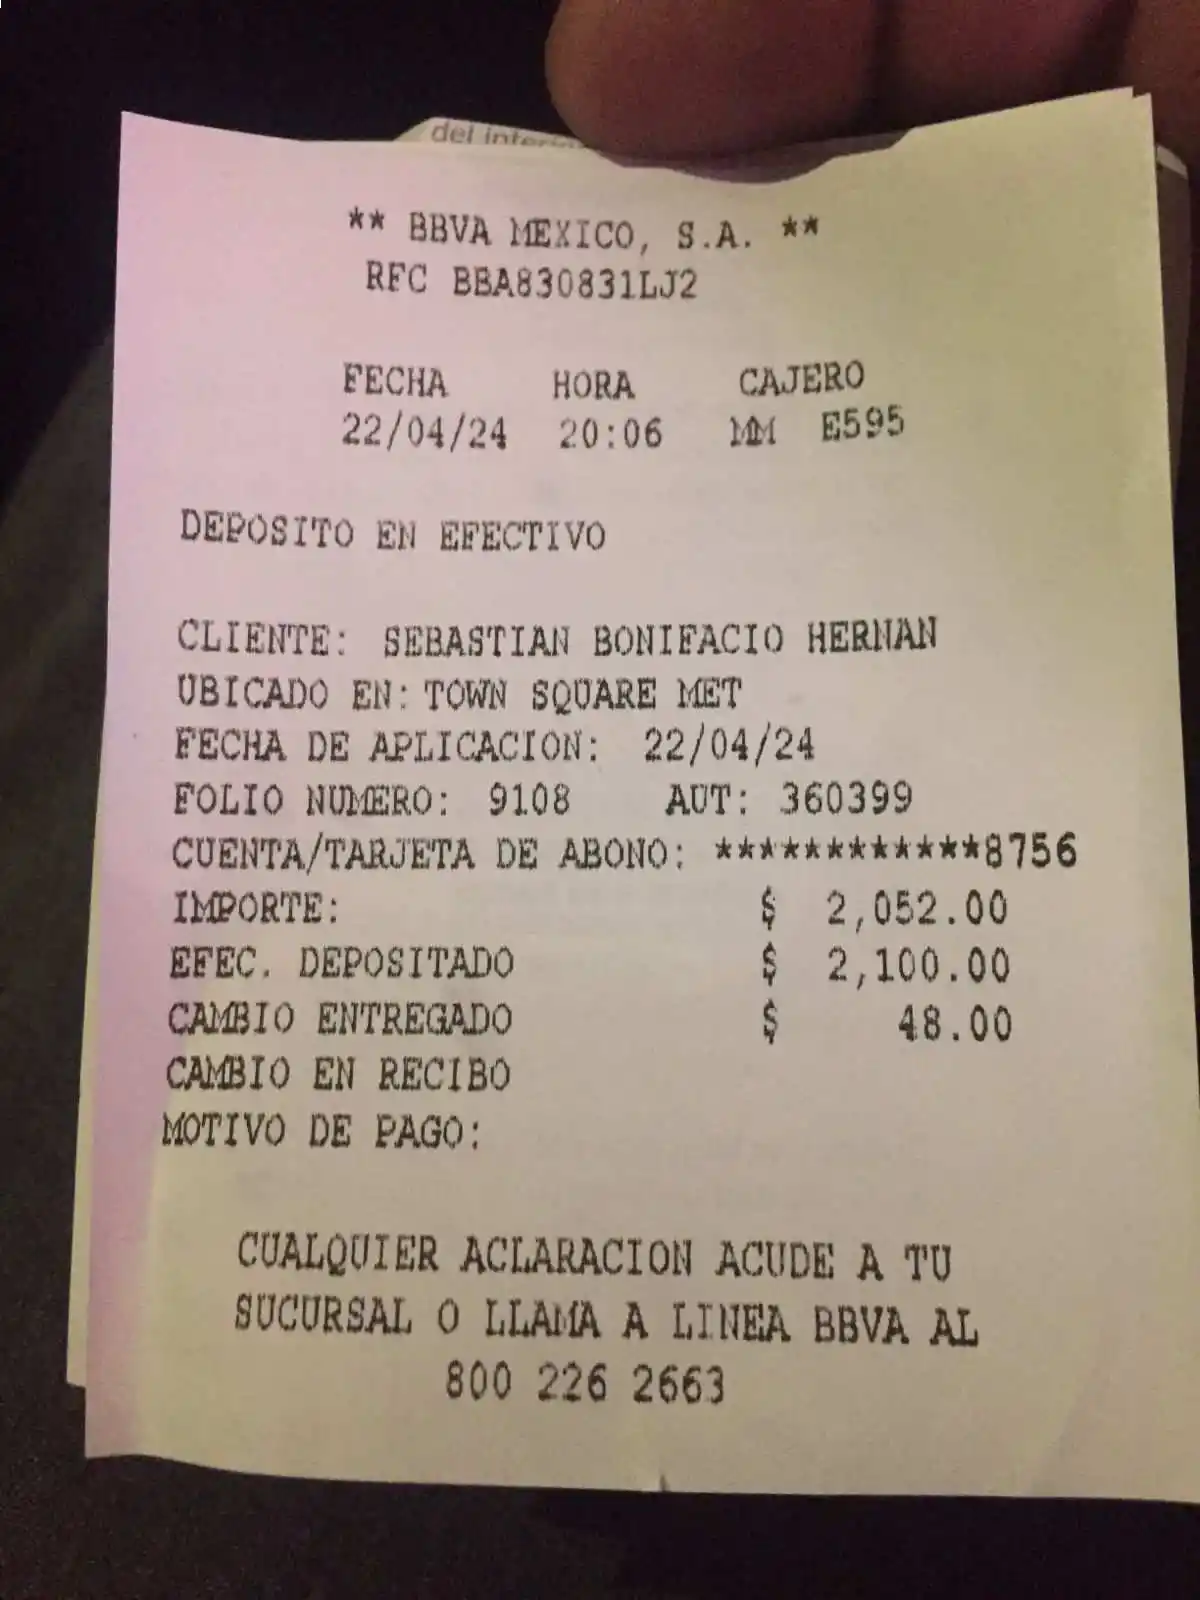 del interior
** BBVA MEXICO, S.A. **
RFC BBA830831LJ2
FECHA HORA CAJERO
22/04/24 20:06 MM E595
DEPOSITO EN EFECTIVO
CLIENTE: SEBASTIAN BONIFACIO HERNAN
UBICADO EN: TOWN SQUARE MET
FECHA DE APLICACION: 22/04/24
FOLIO NUMERO: 9108 AUT: 360399
CUENTA/TARJETA DE ABONO: ************8756
IMPORTE: $ 2,052.00
EFEC. DEPOSITADO $ 2,100.00
CAMBIO ENTREGADO $ 48.00
CAMBIO EN RECIBO
MOTIVO DE PAGO:
CUALQUIER ACLARACION ACUDE A TU
SUCURSAL O LLAMA A LINEA BBVA AL
800 226 2663